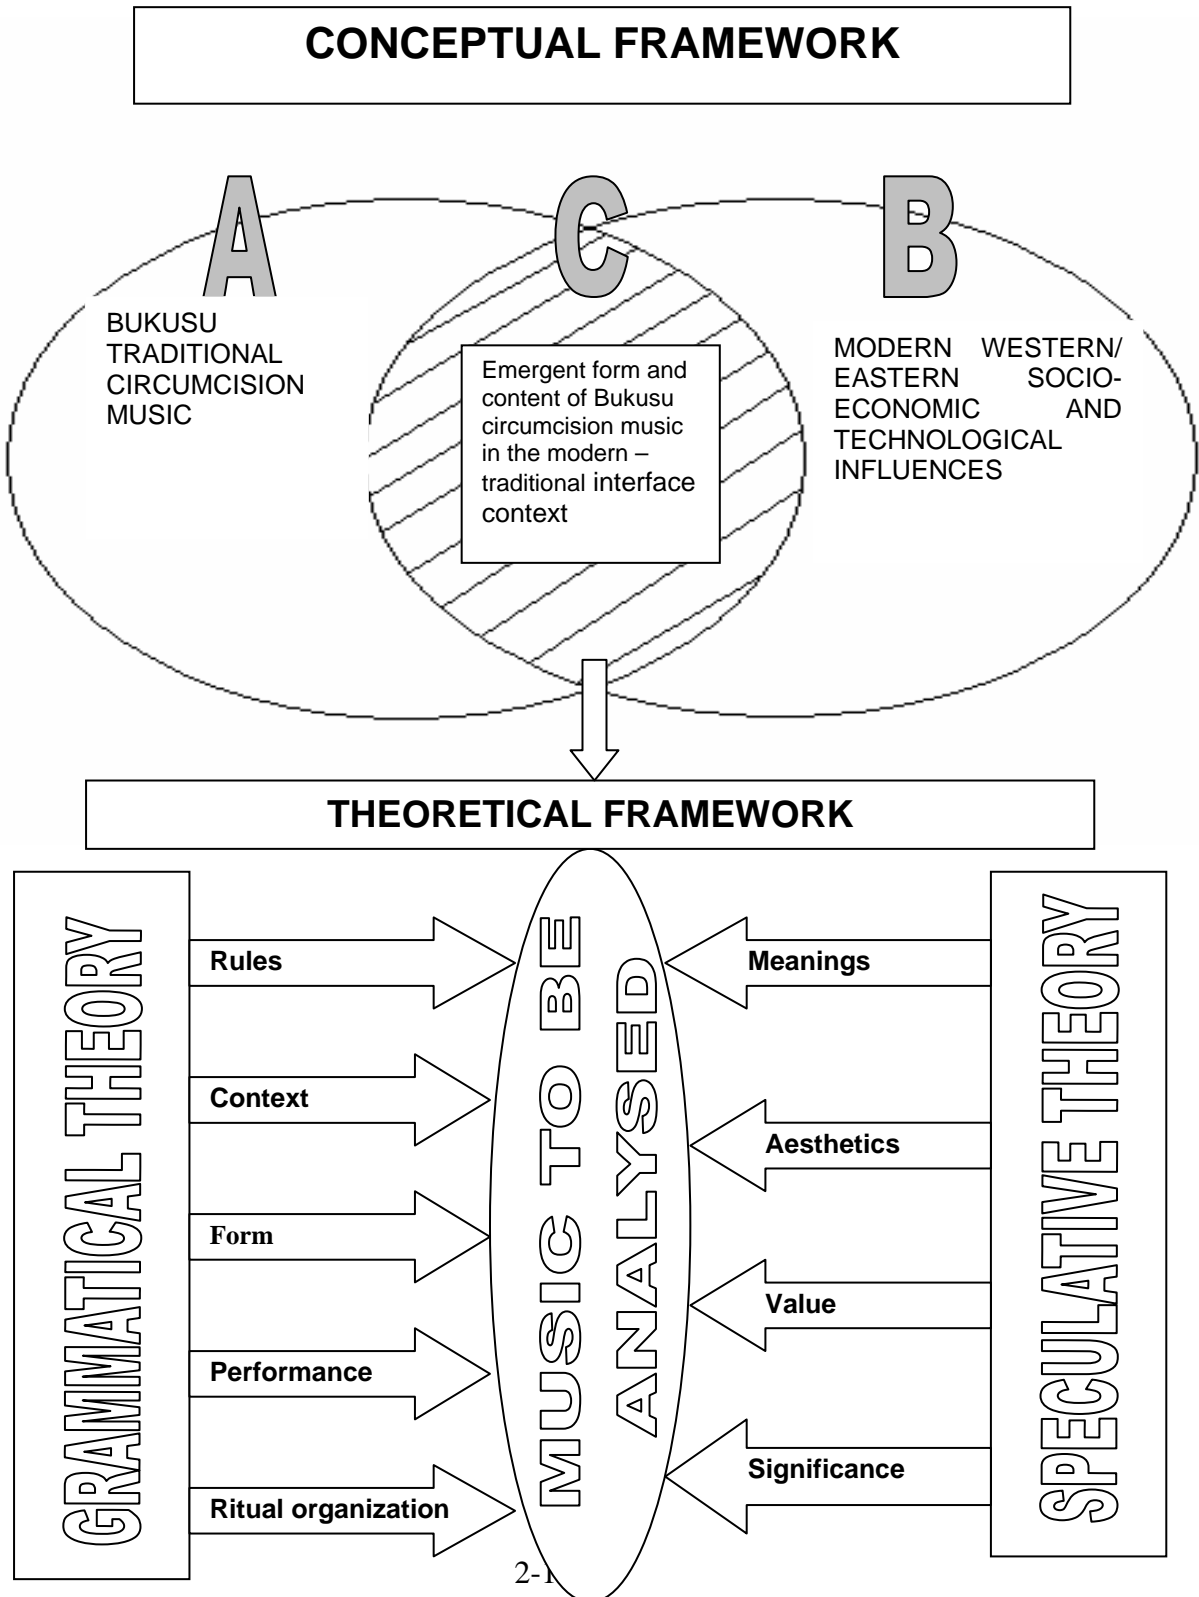 CONCEPTUAL FRAMEWORK
A
C
B
BUKUSU
TRADITIONAL
CIRCUMCISION
MUSIC
Emergent form and
content of Bukusu
circumcision music
in the modern –
traditional interface
context
MODERN WESTERN/
EASTERN SOCIO-
ECONOMIC AND
TECHNOLOGICAL
INFLUENCES
THEORETICAL FRAMEWORK
GRAMMATICAL THEORY
Rules
Context
Form
Performance
Ritual organization
MUSIC TO BE
ANALYSED
Meanings
Aesthetics
Value
Significance
SPECULATIVE THEORY